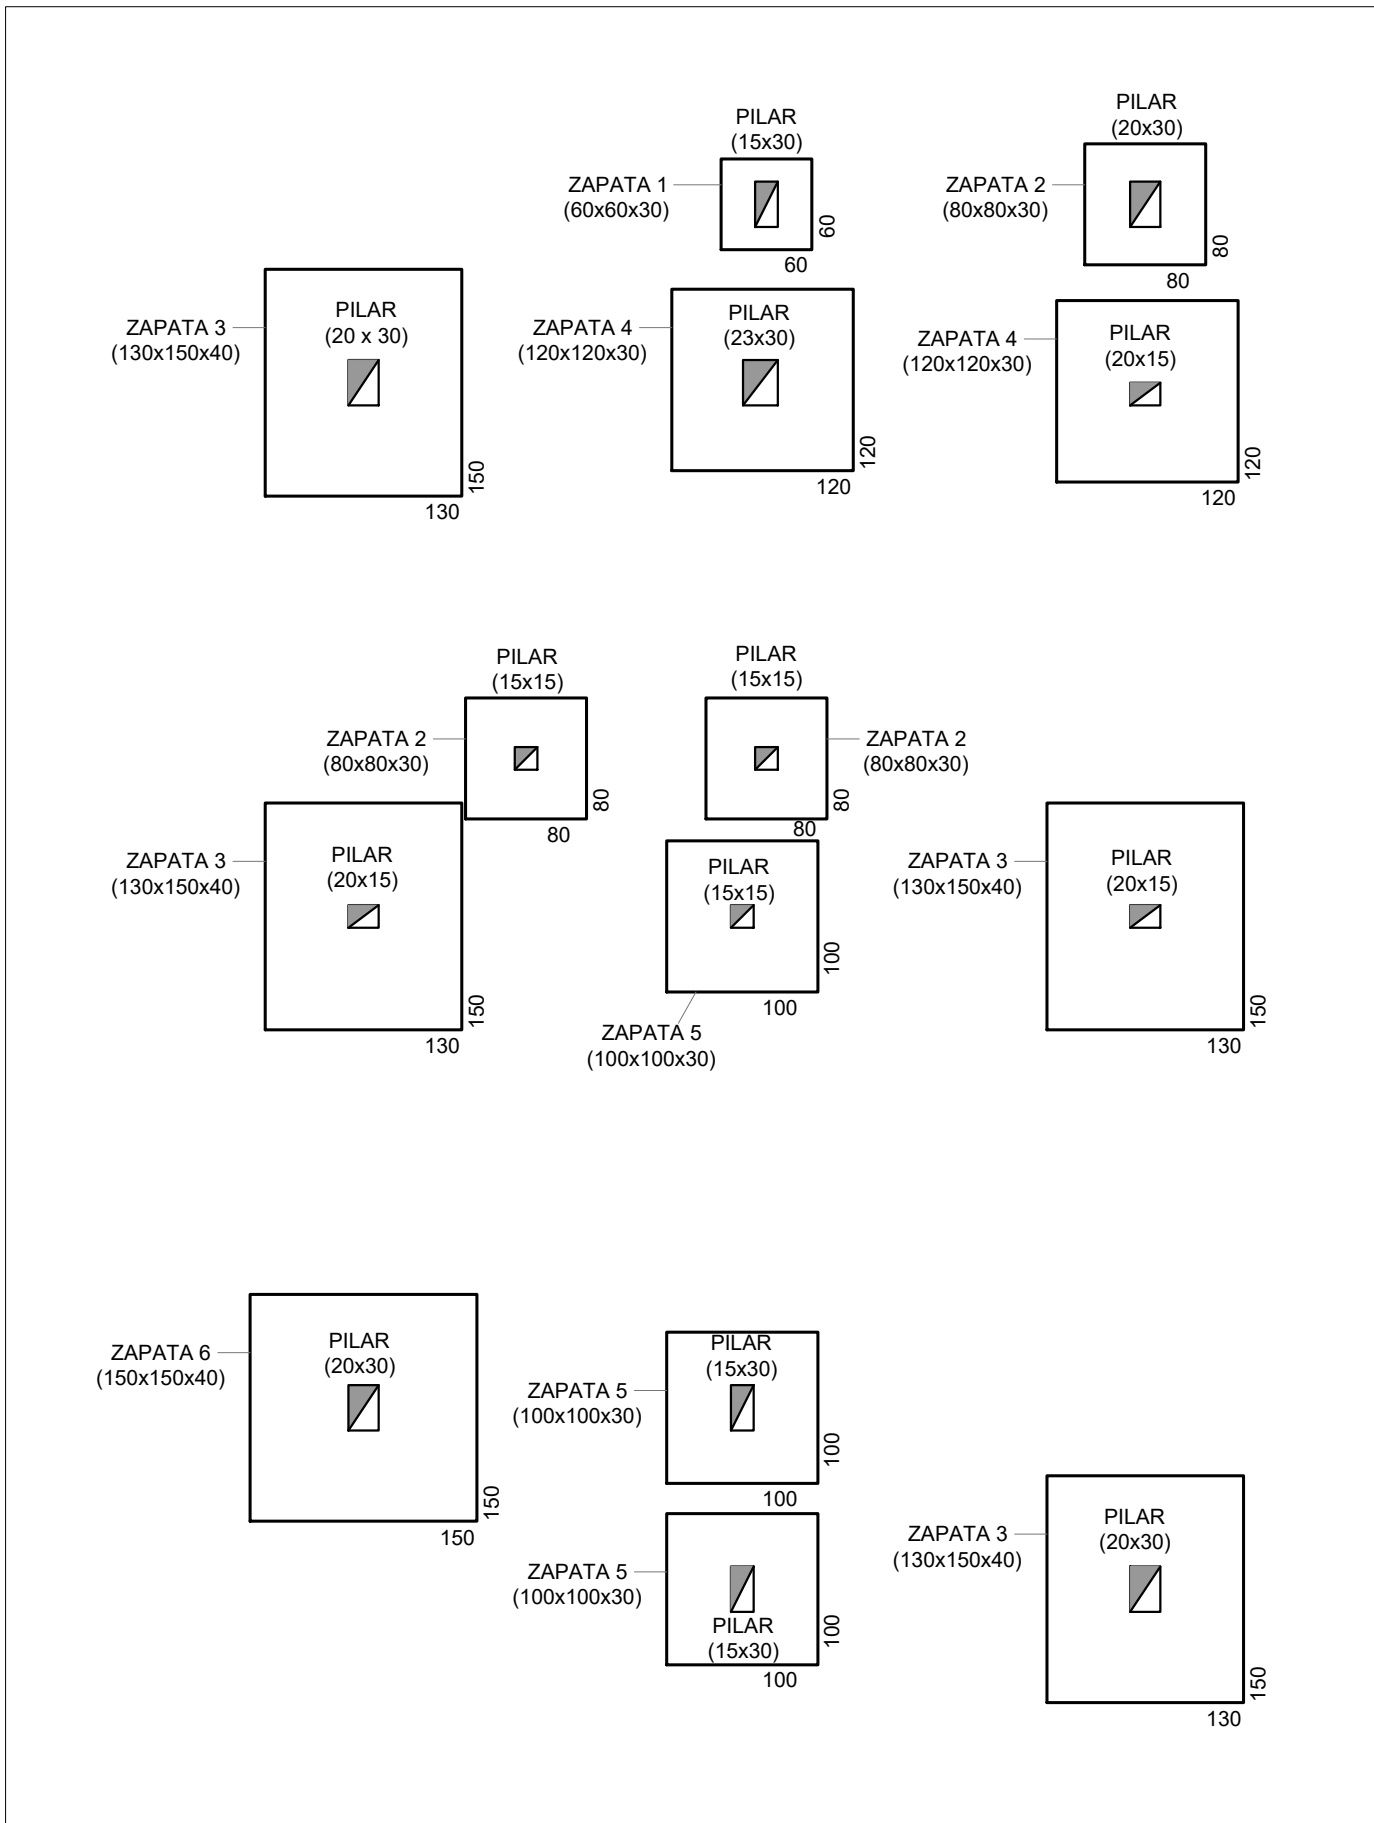 PILAR
(15x30)
ZAPATA 1
(60x60x30)
60
60
PILAR
(20x30)
ZAPATA 2
(80x80x30)
80
80
ZAPATA 3
(130x150x40)
PILAR
(20 x 30)
150
130
ZAPATA 4
(120x120x30)
PILAR
(23x30)
120
120
ZAPATA 4
(120x120x30)
PILAR
(20x15)
120
120
PILAR
(15x15)
ZAPATA 2
(80x80x30)
80
80
PILAR
(15x15)
ZAPATA 2
(80x80x30)
80
80
ZAPATA 3
(130x150x40)
PILAR
(20x15)
150
130
PILAR
(15x15)
100
100
ZAPATA 5
(100x100x30)
ZAPATA 3
(130x150x40)
PILAR
(20x15)
150
130
ZAPATA 6
(150x150x40)
PILAR
(20x30)
150
150
PILAR
(15x30)
ZAPATA 5
(100x100x30)
100
100
ZAPATA 5
(100x100x30)
PILAR
(15x30)
100
100
ZAPATA 3
(130x150x40)
PILAR
(20x30)
150
130